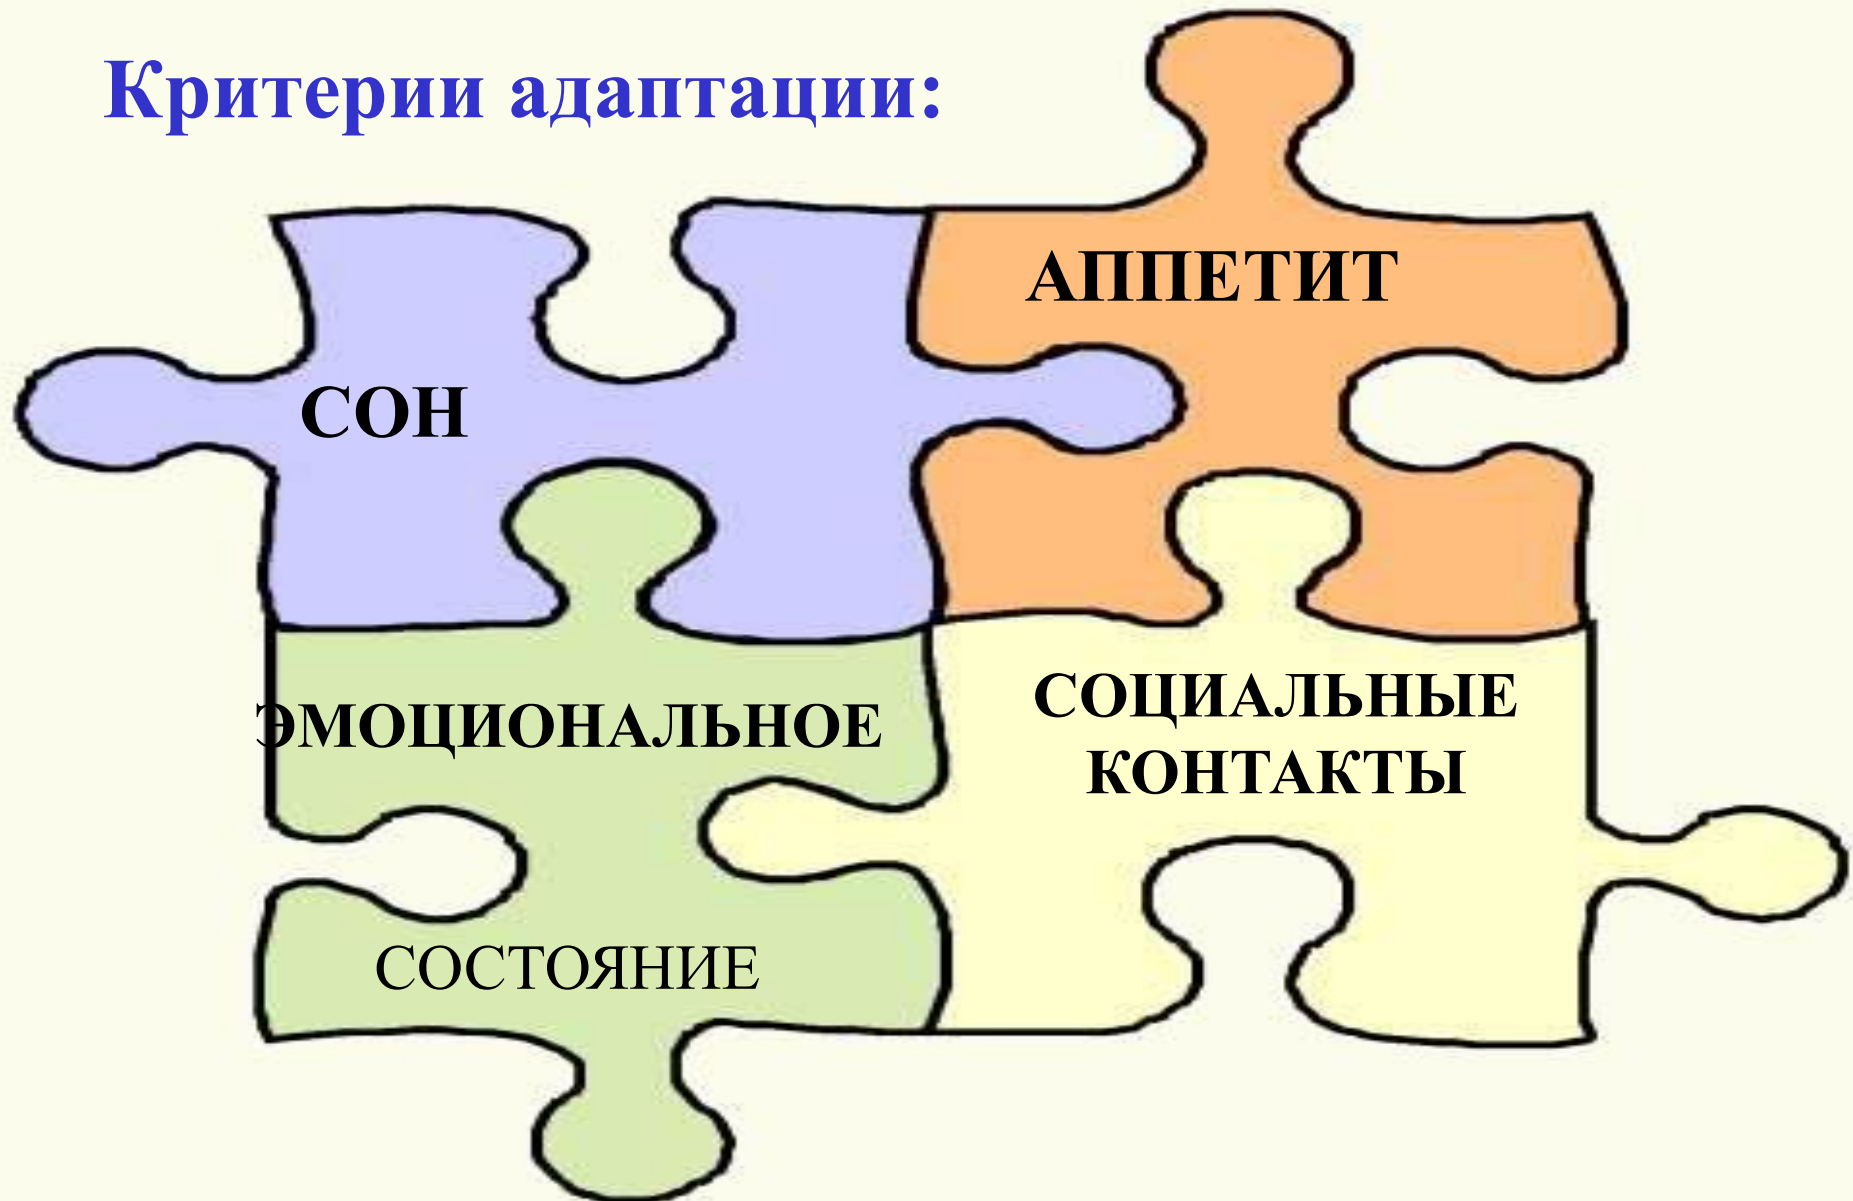 Критерии адаптации:
АППЕТИТ
СОН
ЭМОЦИОНАЛЬНОЕ
СОСТОЯНИЕ
СОЦИАЛЬНЫЕ
КОНТАКТЫ